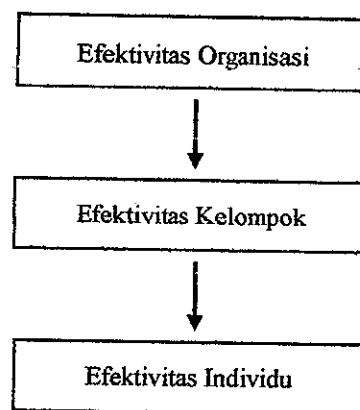 Efektivitas Organisasi
Efektivitas Kelompok
Efektivitas Individu